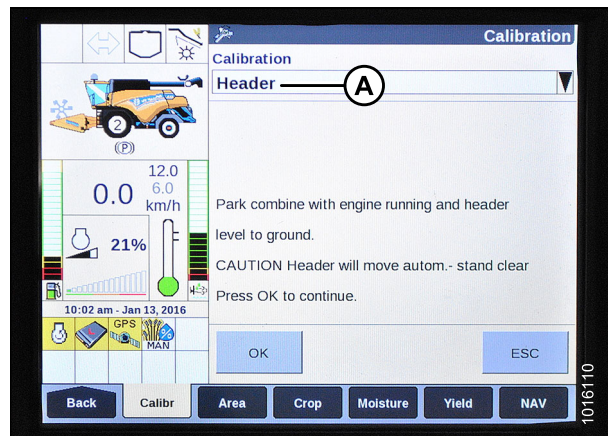 Calibration
Calibration
Header
A
2
(P)
12.0
6.0
0.0
km/h
21%
Park combine with engine running and header
level to ground.
CAUTION Header will move autom.- stand clear
Press OK to continue.
10:02 am - Jan 13, 2016
GPS
%
MAN
OK
ESC
Back
Calibr
Area
Crop
Moisture
Yield
NAV
1016110